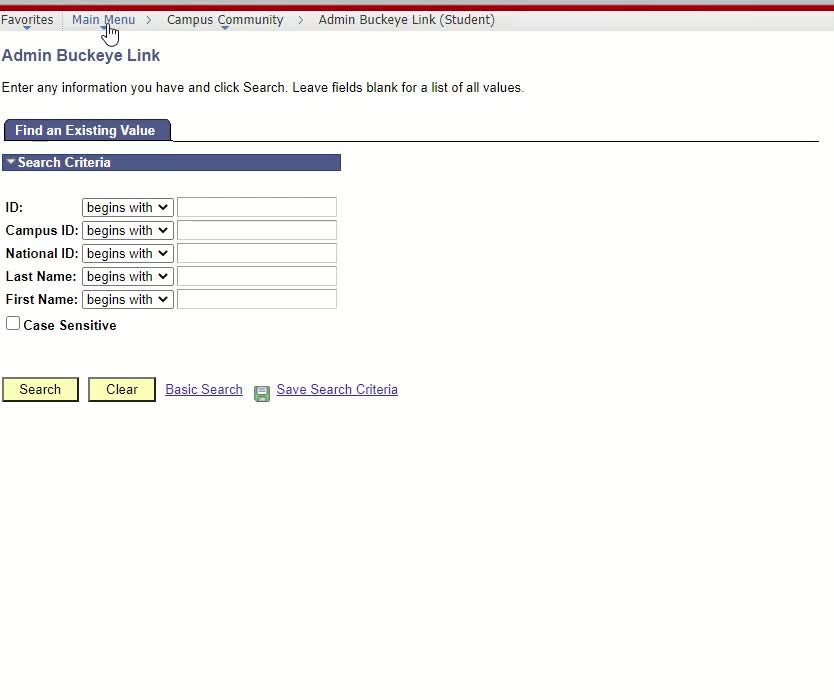 Favorites Main Menu > Campus Community > Admin Buckeye Link (Student)
Admin Buckeye Link
Enter any information you have and click Search. Leave fields blank for a list of all values.
Find an Existing Value
Search Criteria
ID: begins with
Campus ID: begins with
National ID: begins with
Last Name: begins with
First Name: begins with
Case Sensitive
Search Clear Basic Search Save Search Criteria